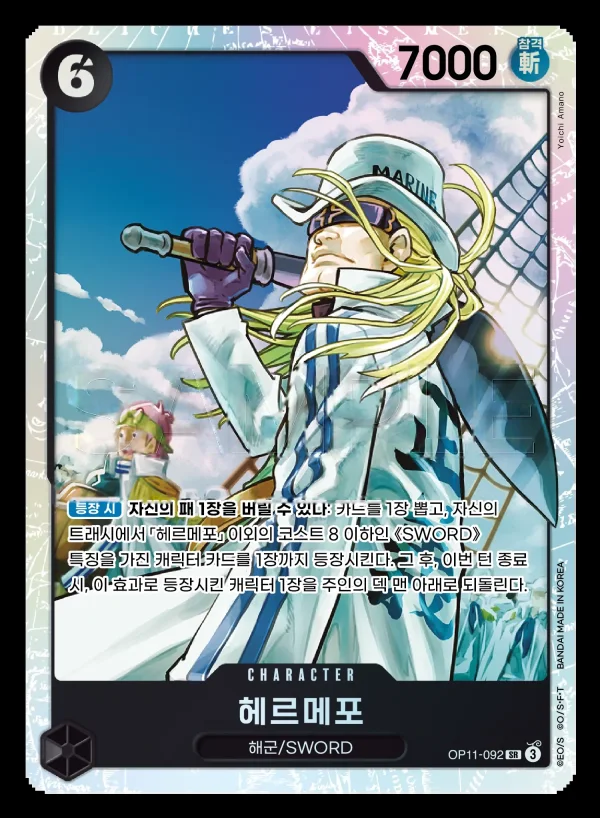 6
7000
참격
斬
Yoichi Amano
MARINE
SAMPLE
등장 시 자신의 패 1장을 버릴 수 있다: 카드를 1장 뽑고, 자신의
트래시에서 「헤르메포」 이외의 코스트 8 이하인 《SWORD》
특징을 가진 캐릭터 카드를 1장까지 등장시킨다. 그 후, 이번 턴 종료
시, 이 효과로 등장시킨 캐릭터 1장을 주인의 덱 맨 아래로 되돌린다.
CHARACTER
헤르메포
해군/SWORD
OP11-092 SR 3
©EO/S ©O/S·F·T BANDAI MADE IN KOREA